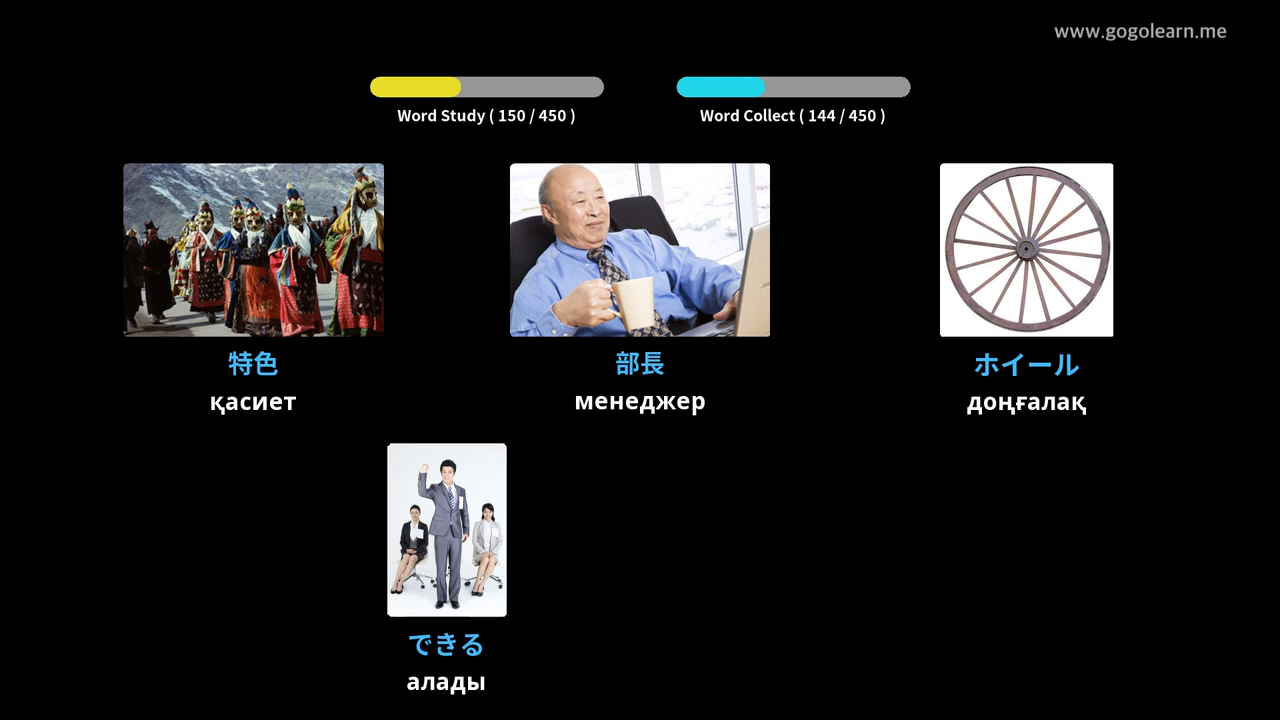 www.gogolearn.me
Word Study ( 150 / 450 )
Word Collect ( 144 / 450 )
特色
қасиет
部長
менеджер
ホイール
доңғалақ
できる
алады